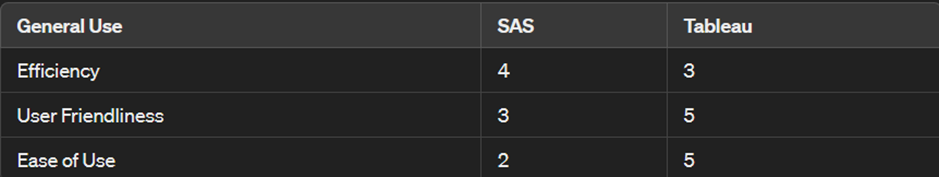 General Use SAS Tableau
Efficiency 4 3
User Friendliness 3 5
Ease of Use 2 5